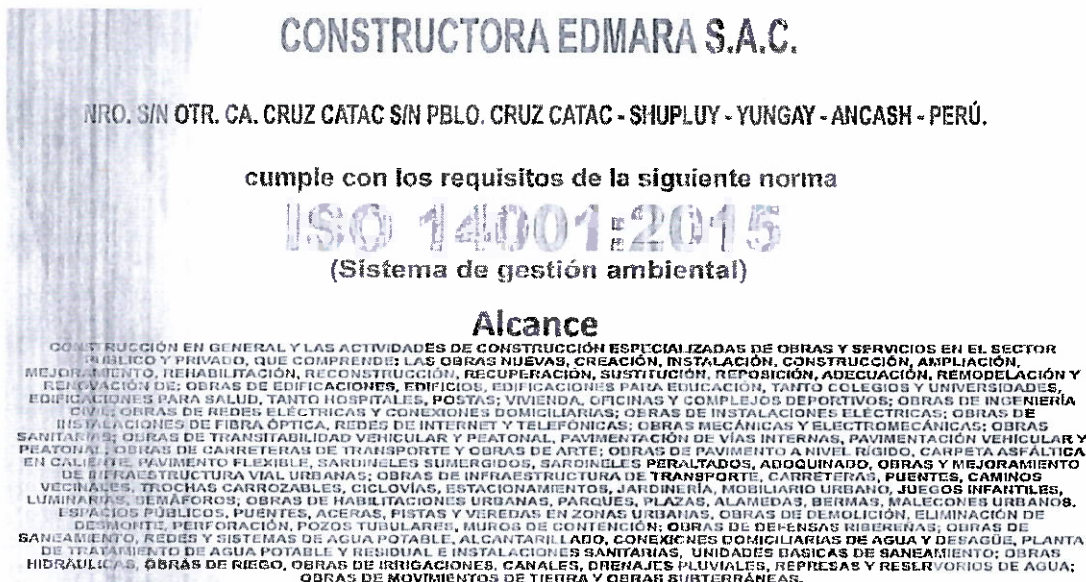 CONSTRUCTORA EDMARA S.A.C.
NRO. S/N OTR. CA. CRUZ CATAC S/N PBLO. CRUZ CATAC - SHUPLUY - YUNGAY - ANCASH - PERÚ.
cumple con los requisitos de la siguiente norma
ISO 14001:2015
(Sistema de gestión ambiental)
Alcance
CONSTRUCCIÓN EN GENERAL Y LAS ACTIVIDADES DE CONSTRUCCIÓN ESPECIALIZADAS DE OBRAS Y SERVICIOS EN EL SECTOR
PÚBLICO Y PRIVADO, QUE COMPRENDE: LAS OBRAS NUEVAS, CREACIÓN, INSTALACIÓN, CONSTRUCCIÓN, AMPLIACIÓN,
MEJORAMIENTO, REHABILITACIÓN, RECONSTRUCCIÓN, RECUPERACIÓN, SUSTITUCIÓN, REPOSICIÓN, ADECUACIÓN, REMODELACIÓN Y
RENOVACIÓN DE: OBRAS DE EDIFICACIONES, EDIFICIOS, EDIFICACIONES PARA EDUCACIÓN, TANTO COLEGIOS Y UNIVERSIDADES,
EDIFICACIONES PARA SALUD, TANTO HOSPITALES, POSTAS; VIVIENDA, OFICINAS Y COMPLEJOS DEPORTIVOS; OBRAS DE INGENIERÍA
CIVIL; OBRAS DE REDES ELÉCTRICAS Y CONEXIONES DOMICILIARIAS; OBRAS DE INSTALACIONES ELÉCTRICAS; OBRAS DE
INSTALACIONES DE FIBRA ÓPTICA, REDES DE INTERNET Y TELEFÓNICAS; OBRAS MECÁNICAS Y ELECTROMECÁNICAS; OBRAS
SANITARIAS; OBRAS DE TRANSITABILIDAD VEHICULAR Y PEATONAL, PAVIMENTACIÓN DE VÍAS INTERNAS, PAVIMENTACIÓN VEHICULAR Y
PEATONAL; OBRAS DE CARRETERAS DE TRANSPORTE Y OBRAS DE ARTE; OBRAS DE PAVIMENTO A NIVEL RÍGIDO, CARPETA ASFÁLTICA
EN CALIENTE, PAVIMENTO FLEXIBLE, SARDINELES SUMERGIDOS, SARDINELES PERALTADOS, ADOQUINADO, OBRAS Y MEJORAMIENTO
DE INFRAESTRUCTURA VIAL URBANAS; OBRAS DE INFRAESTRUCTURA DE TRANSPORTE, CARRETERAS, PUENTES, CAMINOS
VECINALES, TROCHAS CARROZABLES, CICLOVÍAS, ESTACIONAMIENTOS, JARDINERÍA, MOBILIARIO URBANO, JUEGOS INFANTILES,
LUMINARIAS, SEMÁFOROS; OBRAS DE HABILITACIONES URBANAS, PARQUES, PLAZAS, ALAMEDAS, BERMAS, MALECONES URBANOS.
ESPACIOS PÚBLICOS, PUENTES, ACERAS, PISTAS Y VEREDAS EN ZONAS URBANAS, OBRAS DE DEMOLICIÓN, ELIMINACIÓN DE
DESMONTE, PERFORACIÓN, POZOS TUBULARES, MUROS DE CONTENCIÓN; OBRAS DE DEFENSAS RIBEREÑAS; OBRAS DE
SANEAMIENTO, REDES Y SISTEMAS DE AGUA POTABLE, ALCANTARILLADO, CONEXIONES DOMICILIARIAS DE AGUA Y DESAGÜE, PLANTA
DE TRATAMIENTO DE AGUA POTABLE Y RESIDUAL E INSTALACIONES SANITARIAS, UNIDADES BASICAS DE SANEAMIENTO; OBRAS
HIDRÁULICAS, OBRAS DE RIEGO, OBRAS DE IRRIGACIONES, CANALES, DRENAJES PLUVIALES, REPRESAS Y RESERVORIOS DE AGUA;
OBRAS DE MOVIMIENTOS DE TIERRA Y OBRAS SUBTERRÁNEAS.